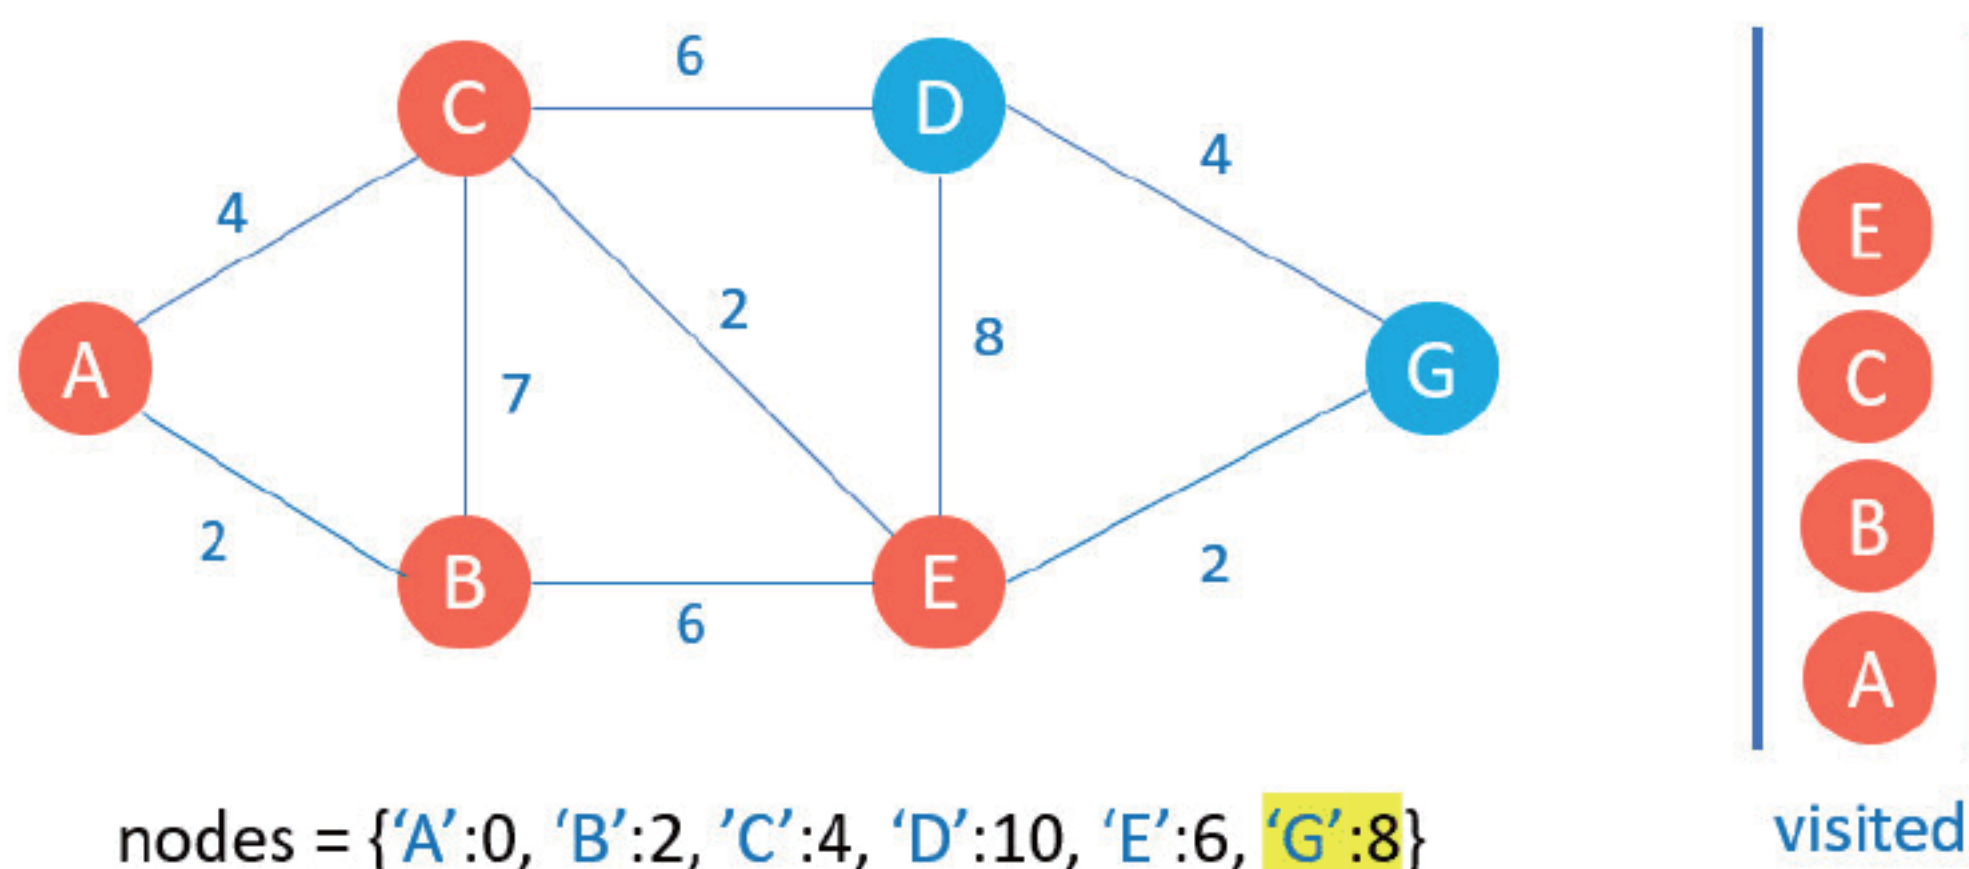 6
C
D
4
4
E
2
8
C
A
G
7
B
2
2
B
E
6
A
nodes = {‘A’:0, ‘B’:2, ’C’:4, ‘D’:10, ‘E’:6, ‘G’:8}
visited